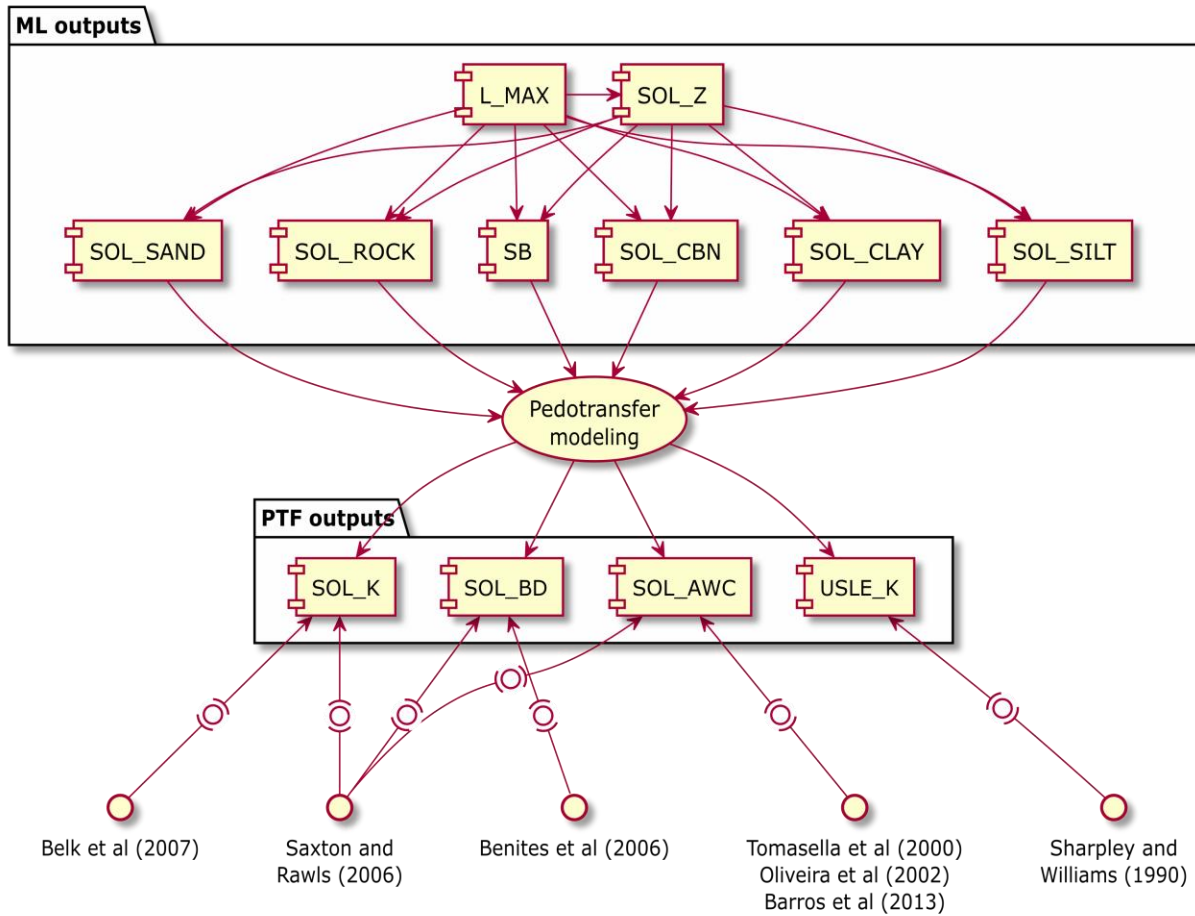 ML outputs
L_MAX
SOL_Z
SOL_SAND
SOL_ROCK
SB
SOL_CBN
SOL_CLAY
SOL_SILT
Pedotransfer
modeling
PTF outputs
SOL_K
SOL_BD
SOL_AWC
USLE_K
Belk et al (2007)
Saxton and
Rawls (2006)
Benites et al (2006)
Tomasella et al (2000)
Oliveira et al (2002)
Barros et al (2013)
Sharpley and
Williams (1990)